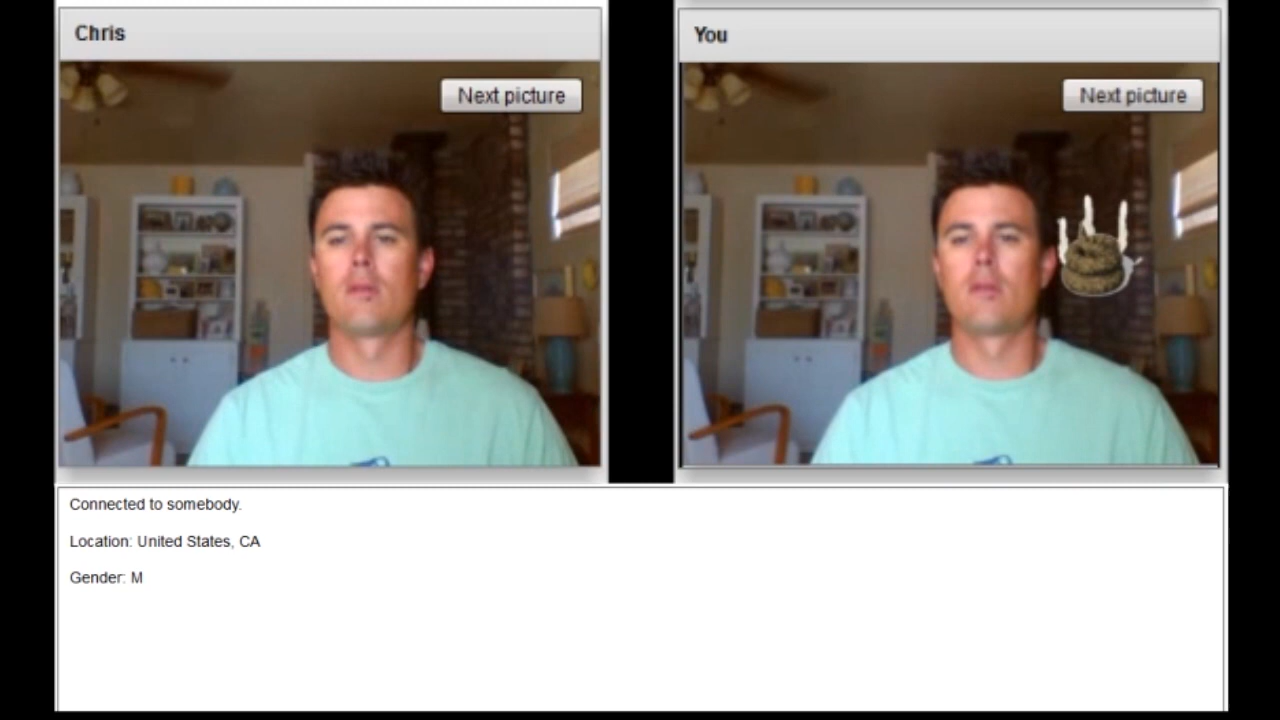 Chris
Next picture
You
Next picture
Connected to somebody.
Location: United States, CA
Gender: M